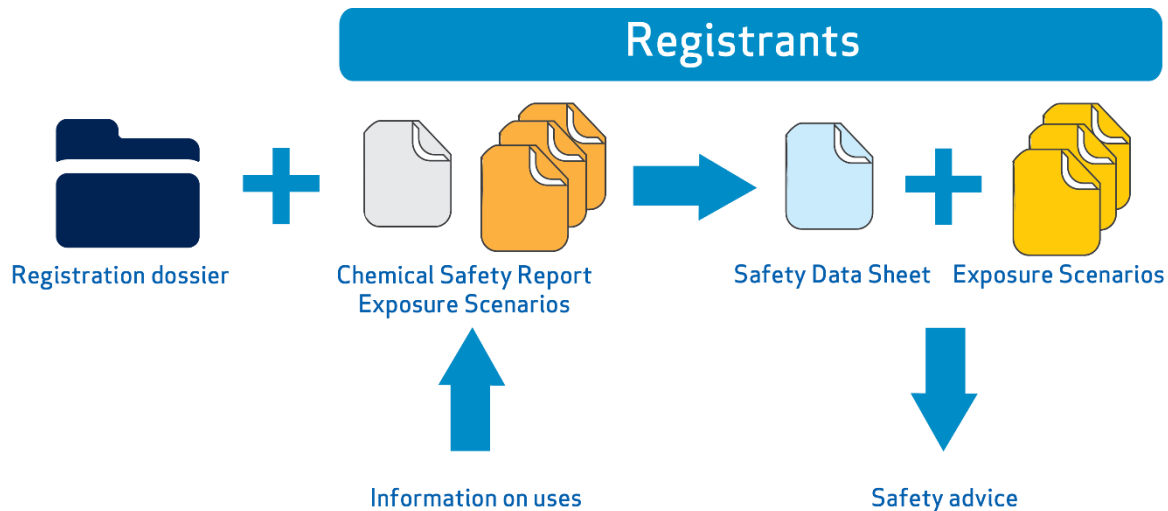 Registrants
Registration dossier
Chemical Safety Report
Exposure Scenarios
Safety Data Sheet
Exposure Scenarios
Information on uses
Safety advice